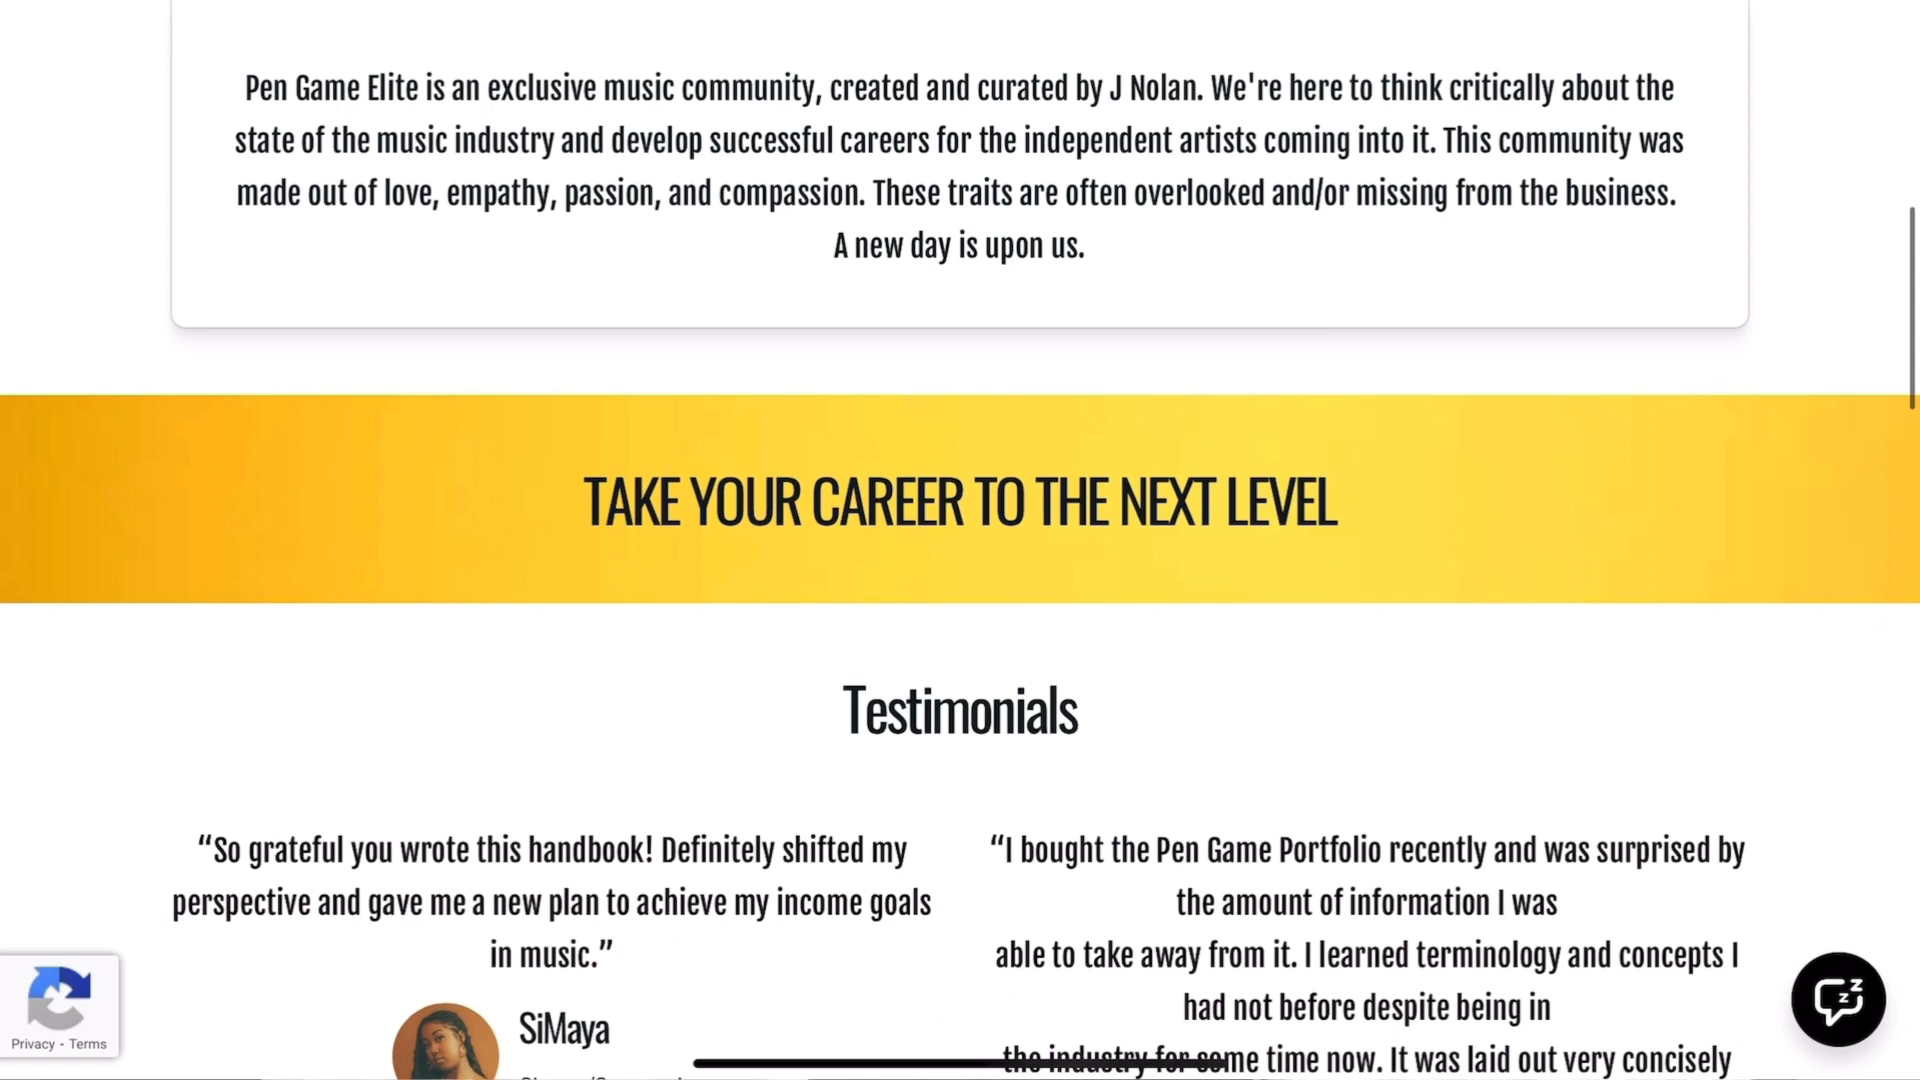 Pen Game Elite is an exclusive music community, created and curated by J Nolan. We're here to think critically about the
state of the music industry and develop successful careers for the independent artists coming into it. This community was
made out of love, empathy, passion, and compassion. These traits are often overlooked and/or missing from the business.
A new day is upon us.
TAKE YOUR CAREER TO THE NEXT LEVEL
Testimonials
“So grateful you wrote this handbook! Definitely shifted my
perspective and gave me a new plan to achieve my income goals
in music.”
SiMaya
“I bought the Pen Game Portfolio recently and was surprised by
the amount of information I was
able to take away from it. I learned terminology and concepts I
had not before despite being in
the industry for some time now. It was laid out very concisely
Privacy - Terms